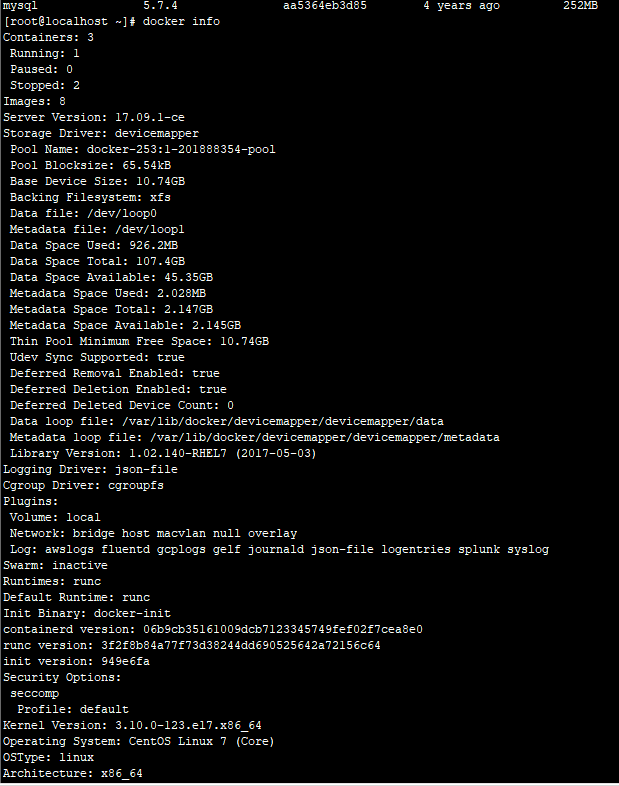 mysql 5.7.4 aa5364eb3d85 4 years ago 252MB
[root@localhost ~]# docker info
Containers: 3
 Running: 1
 Paused: 0
 Stopped: 2
Images: 8
Server Version: 17.09.1-ce
Storage Driver: devicemapper
 Pool Name: docker-253:1-201888354-pool
 Pool Blocksize: 65.54kB
 Base Device Size: 10.74GB
 Backing Filesystem: xfs
 Data file: /dev/loop0
 Metadata file: /dev/loop1
 Data Space Used: 926.2MB
 Data Space Total: 107.4GB
 Data Space Available: 45.35GB
 Metadata Space Used: 2.028MB
 Metadata Space Total: 2.147GB
 Metadata Space Available: 2.145GB
 Thin Pool Minimum Free Space: 10.74GB
 Udev Sync Supported: true
 Deferred Removal Enabled: true
 Deferred Deletion Enabled: true
 Deferred Deleted Device Count: 0
 Data loop file: /var/lib/docker/devicemapper/devicemapper/data
 Metadata loop file: /var/lib/docker/devicemapper/devicemapper/metadata
 Library Version: 1.02.140-RHEL7 (2017-05-03)
Logging Driver: json-file
Cgroup Driver: cgroupfs
Plugins:
 Volume: local
 Network: bridge host macvlan null overlay
 Log: awslogs fluentd gcplogs gelf journald json-file logentries splunk syslog
Swarm: inactive
Runtimes: runc
Default Runtime: runc
Init Binary: docker-init
containerd version: 06b9cb35161009dcb7123345749fef02f7cea8e0
runc version: 3f2f8b84a77f73d38244dd690525642a72156c64
init version: 949e6fa
Security Options:
 seccomp
  Profile: default
Kernel Version: 3.10.0-123.el7.x86_64
Operating System: CentOS Linux 7 (Core)
OSType: linux
Architecture: x86_64